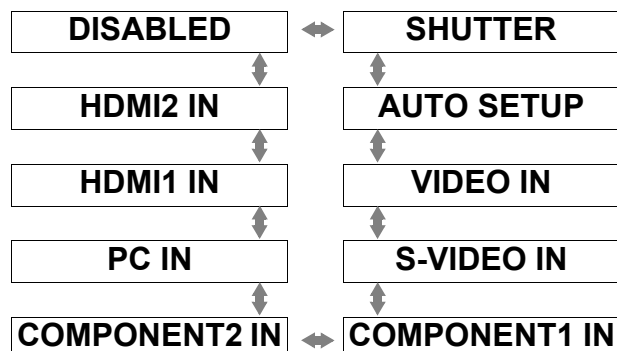 DISABLED SHUTTER
HDMI2 IN AUTO SETUP
HDMI1 IN VIDEO IN
PC IN S-VIDEO IN
COMPONENT2 IN COMPONENT1 IN